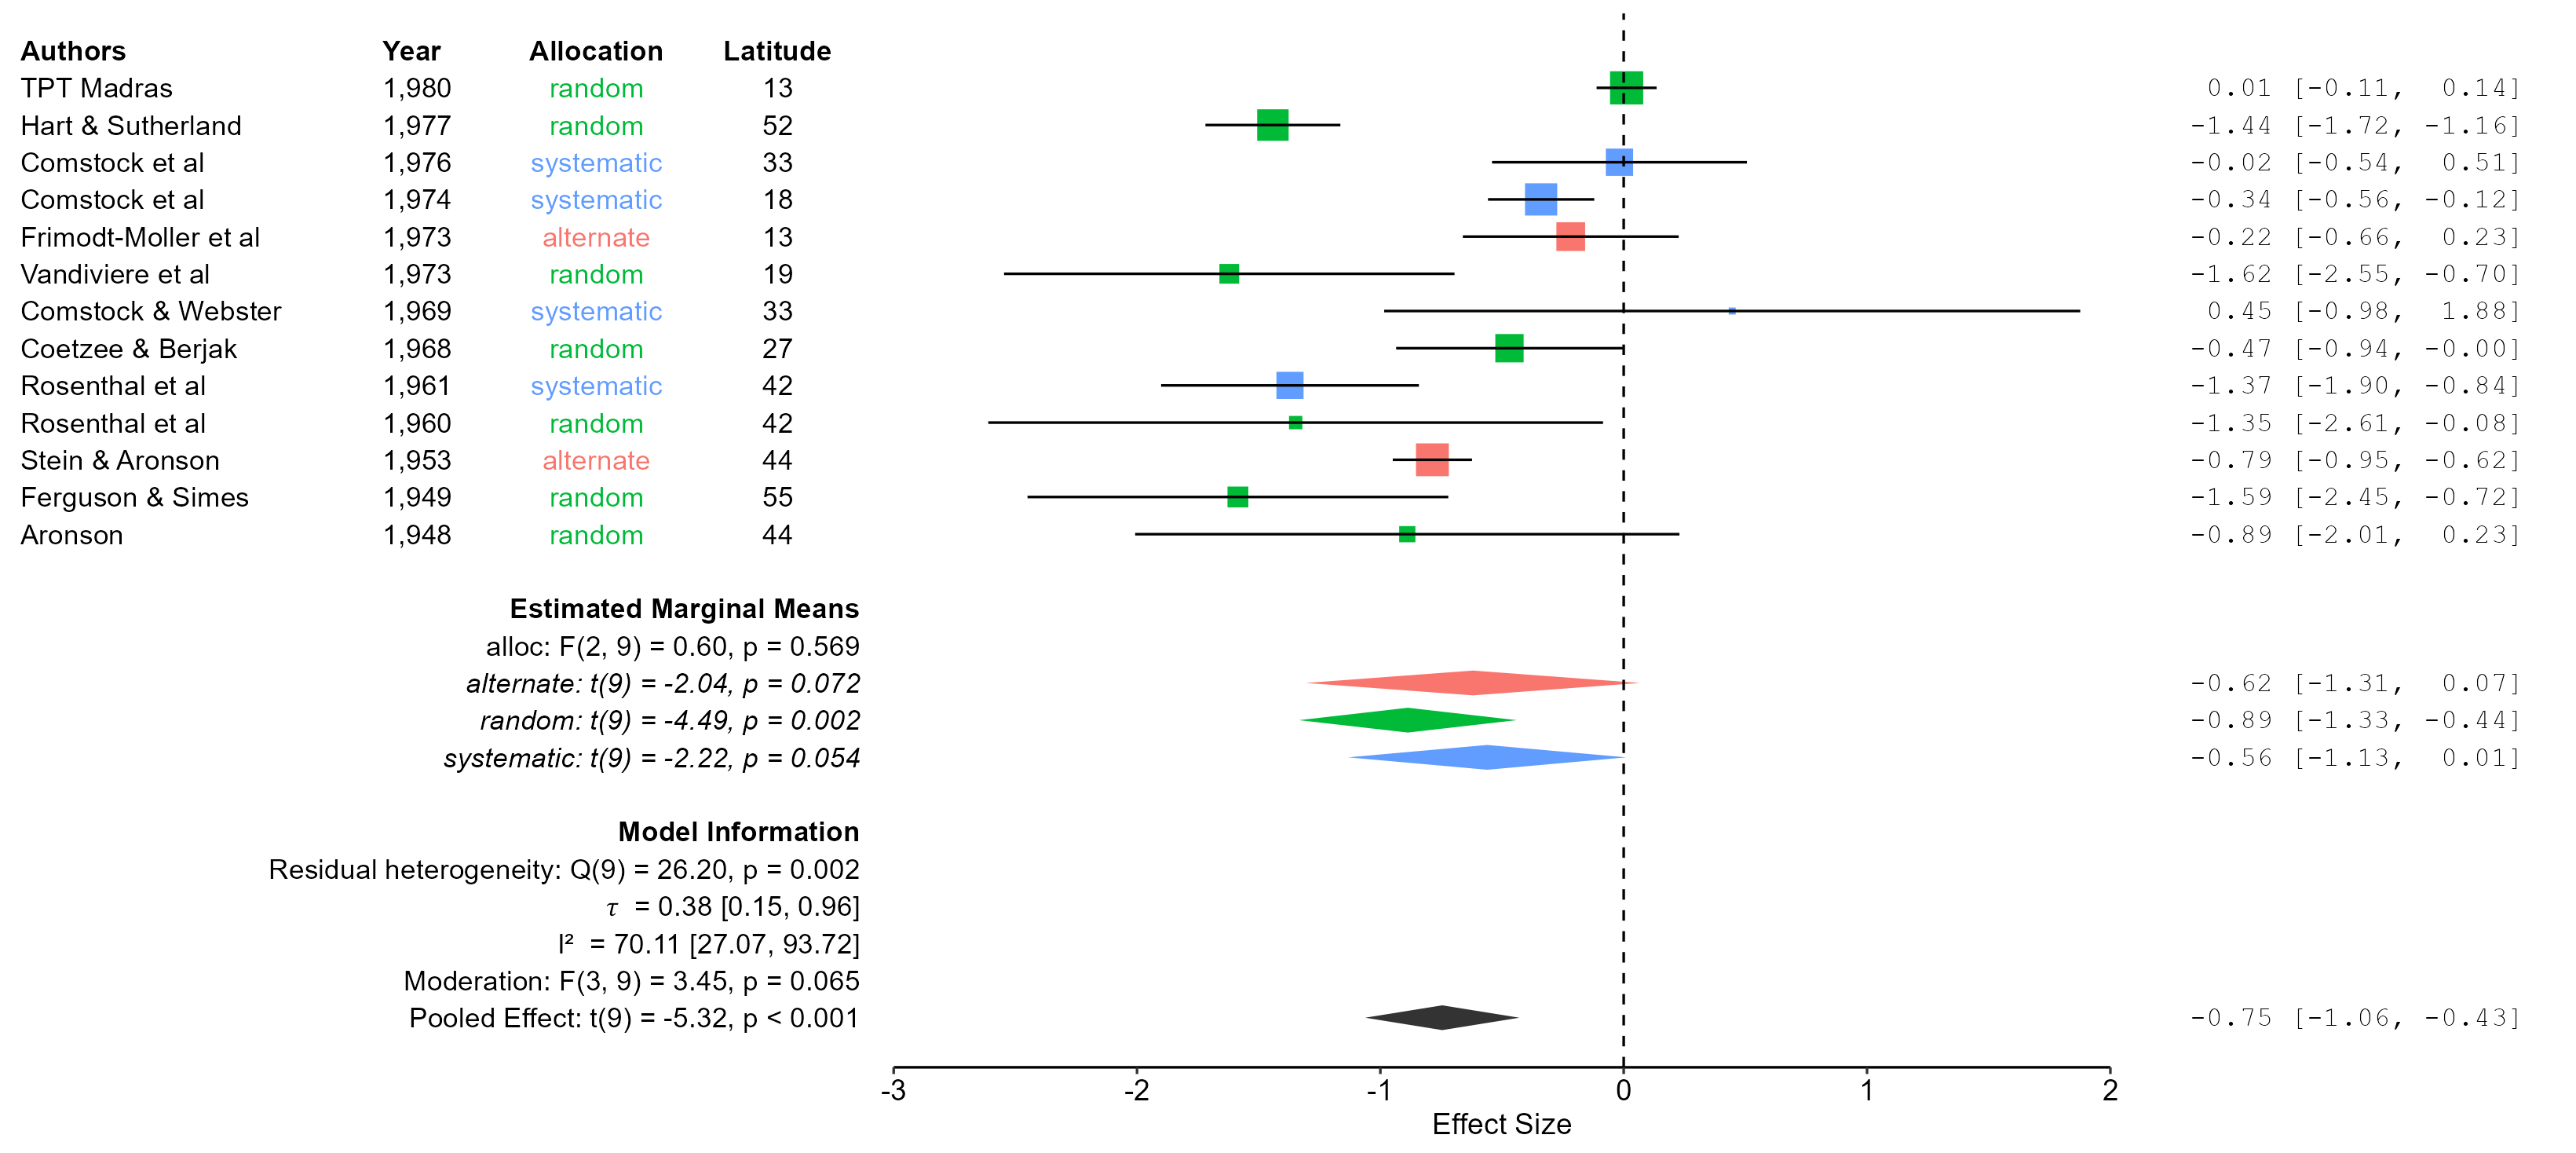 Authors Year Allocation Latitude
TPT Madras 1,980 random 13 0.01 [-0.11, 0.14]
Hart & Sutherland 1,977 random 52 -1.44 [-1.72, -1.16]
Comstock et al 1,976 systematic 33 -0.02 [-0.54, 0.51]
Comstock et al 1,974 systematic 18 -0.34 [-0.56, -0.12]
Frimodt-Moller et al 1,973 alternate 13 -0.22 [-0.66, 0.23]
Vandiviere et al 1,973 random 19 -1.62 [-2.55, -0.70]
Comstock & Webster 1,969 systematic 33 0.45 [-0.98, 1.88]
Coetzee & Berjak 1,968 random 27 -0.47 [-0.94, -0.00]
Rosenthal et al 1,961 systematic 42 -1.37 [-1.90, -0.84]
Rosenthal et al 1,960 random 42 -1.35 [-2.61, -0.08]
Stein & Aronson 1,953 alternate 44 -0.79 [-0.95, -0.62]
Ferguson & Simes 1,949 random 55 -1.59 [-2.45, -0.72]
Aronson 1,948 random 44 -0.89 [-2.01, 0.23]
Estimated Marginal Means
alloc: F(2, 9) = 0.60, p = 0.569
alternate: t(9) = -2.04, p = 0.072 -0.62 [-1.31, 0.07]
random: t(9) = -4.49, p = 0.002 -0.89 [-1.33, -0.44]
systematic: t(9) = -2.22, p = 0.054 -0.56 [-1.13, 0.01]
Model Information
Residual heterogeneity: Q(9) = 26.20, p = 0.002
τ = 0.38 [0.15, 0.96]
I² = 70.11 [27.07, 93.72]
Moderation: F(3, 9) = 3.45, p = 0.065
Pooled Effect: t(9) = -5.32, p < 0.001 -0.75 [-1.06, -0.43]
-3 -2 -1 0 1 2
Effect Size